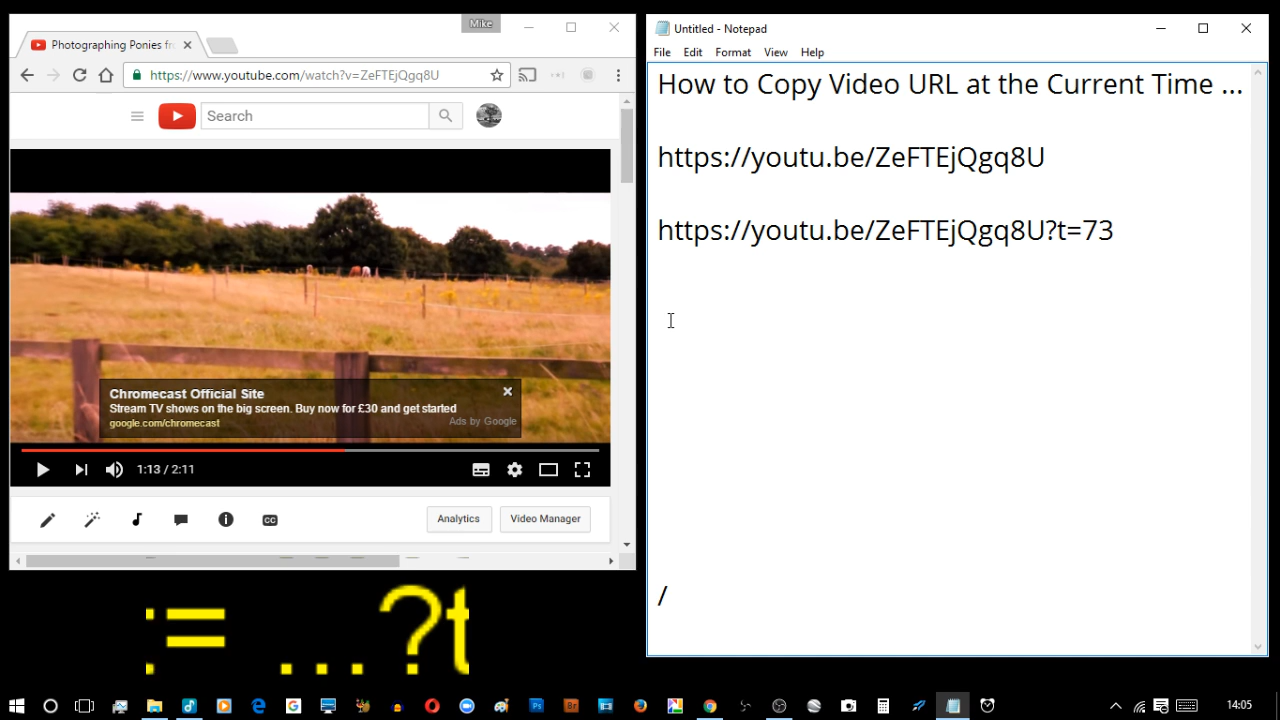 Mike
Photographing Ponies fr
https://www.youtube.com/watch?v=ZeFTEjQgq8U
Search
Chromecast Official Site
Stream TV shows on the big screen. Buy now for £30 and get started
google.com/chromecast
Ads by Google
1:13 / 2:11
Analytics
Video Manager
:= ...?t
Untitled - Notepad
File Edit Format View Help
How to Copy Video URL at the Current Time ...
https://youtu.be/ZeFTEjQgq8U
https://youtu.be/ZeFTEjQgq8U?t=73
/
14:05